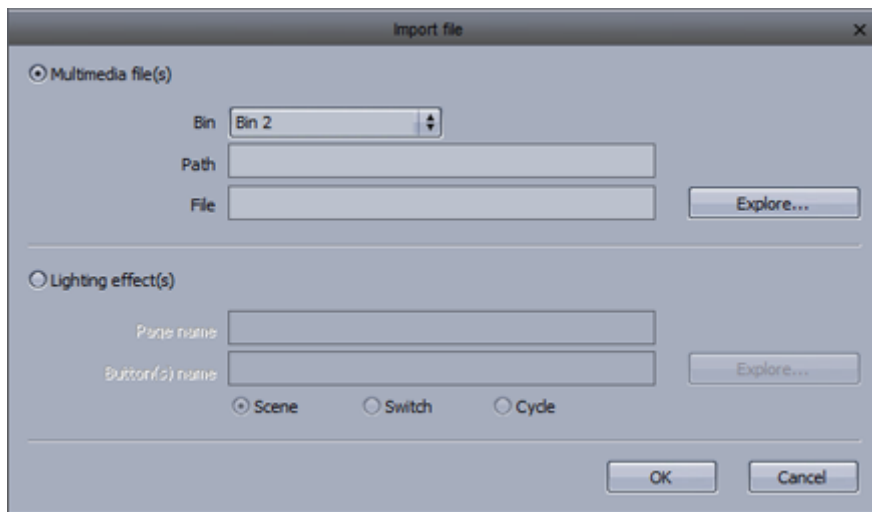 Import file
Multimedia file(s)
Bin Bin 2
Path
File Explore...
Lighting effect(s)
Page name
Button(s) name Explore...
Scene Switch Cycle
OK Cancel